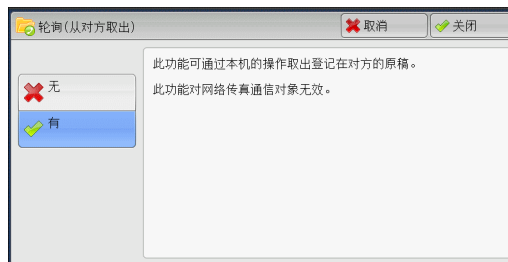 轮询(从对方取出)
取消
关闭
此功能可通过本机的操作取出登记在对方的原稿。
此功能对网络传真通信对象无效。
无
有